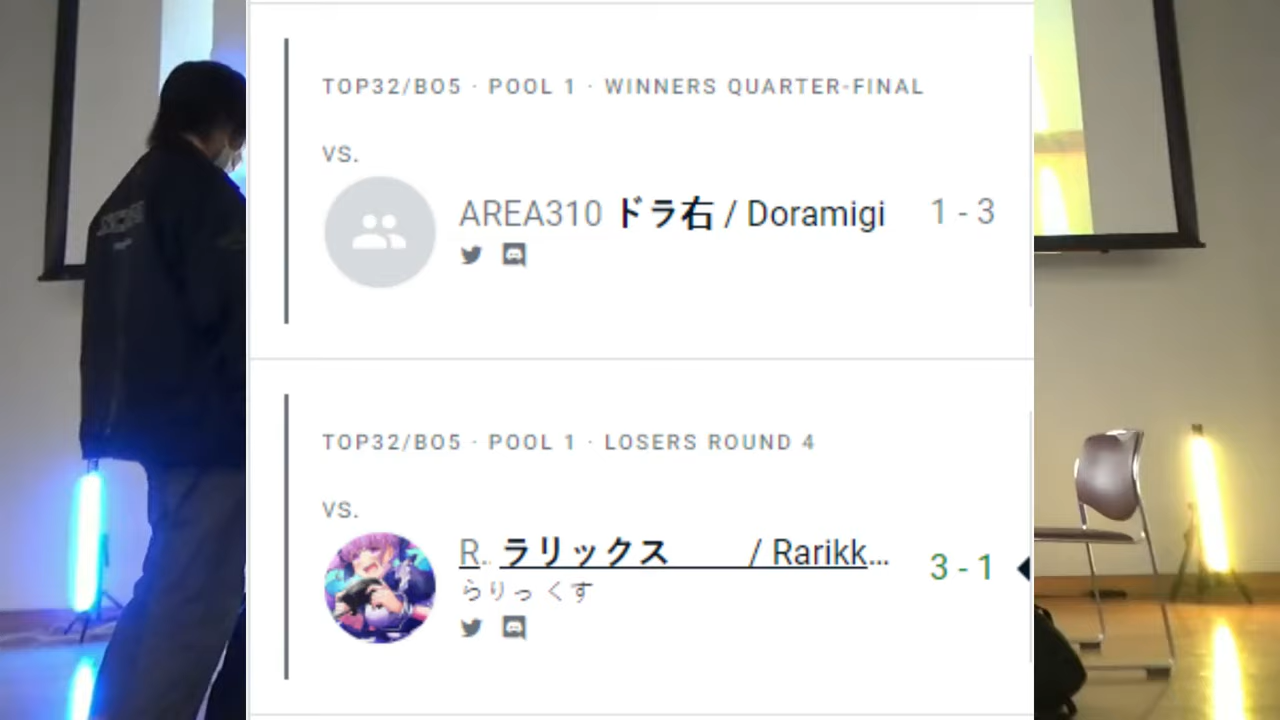 TOP32/BO5 · POOL 1 · WINNERS QUARTER-FINAL
VS.
AREA310 ドラ右 / Doramigi
1 - 3
TOP32/BO5 · POOL 1 · LOSERS ROUND 4
VS.
R.. ラリックス / Rarikk...
3 - 1
らりっくす